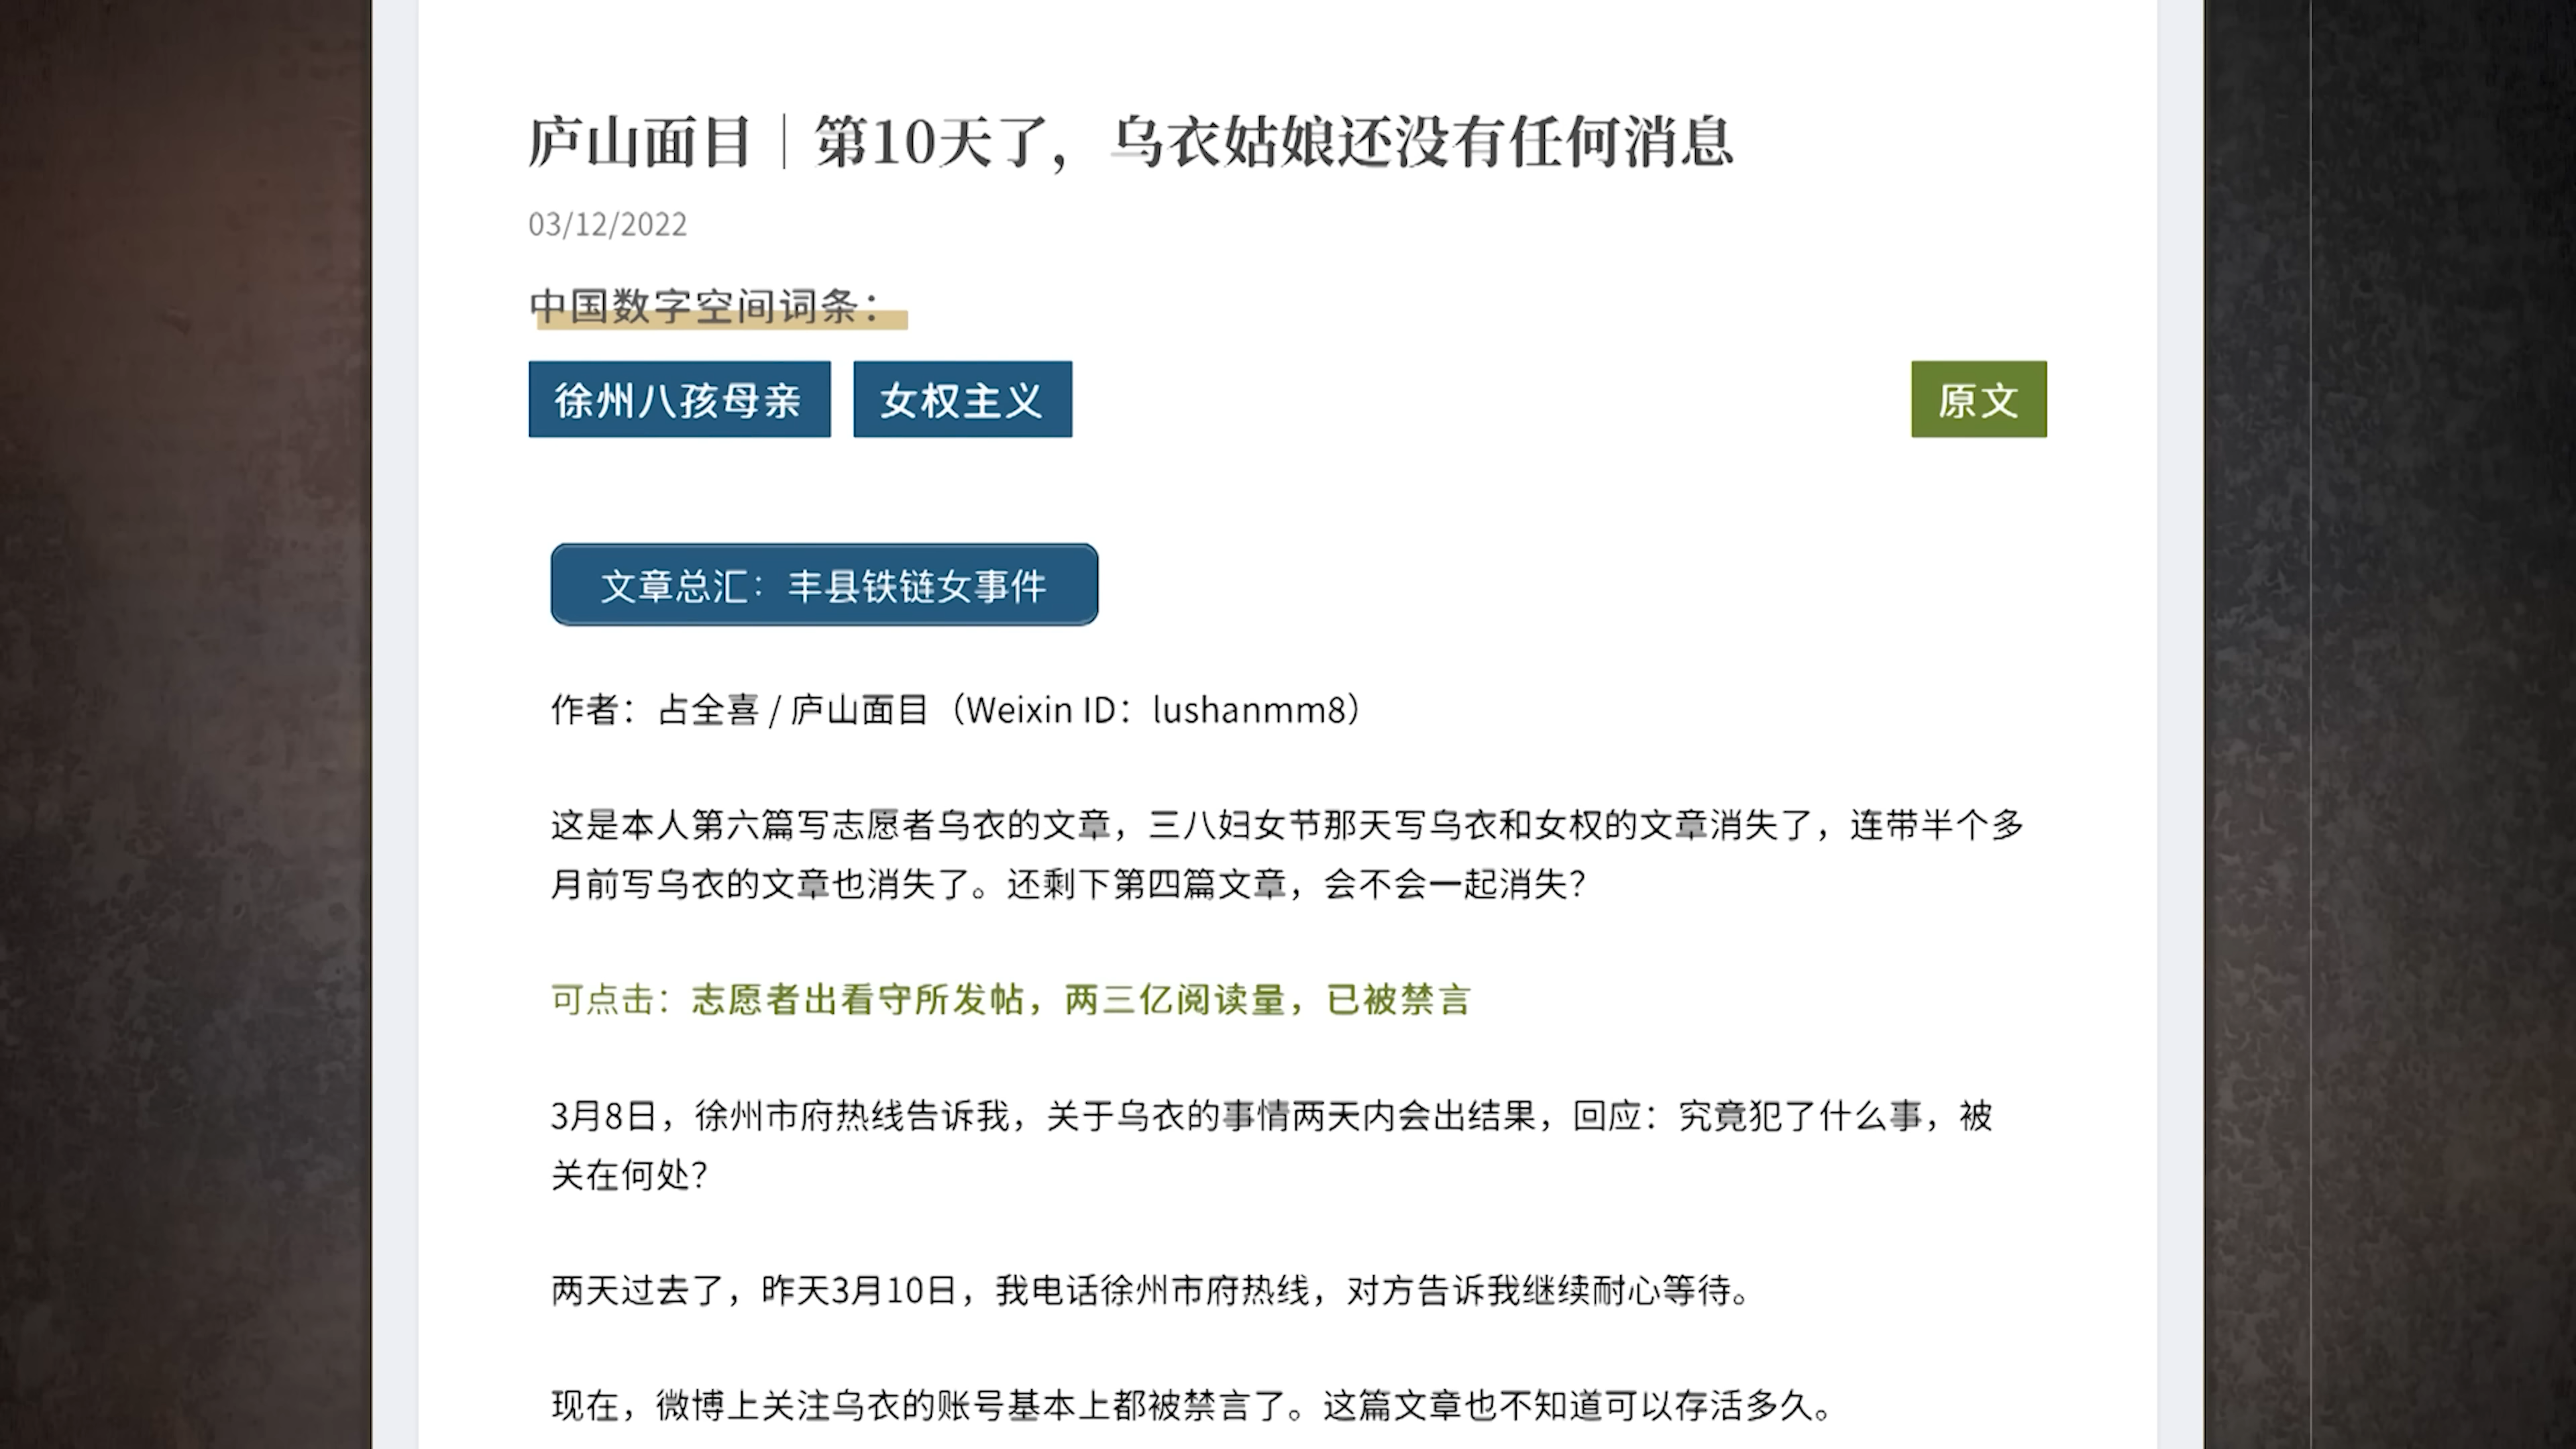 庐山面目｜第10天了，乌衣姑娘还没有任何消息
03/12/2022
中国数字空间词条：
徐州八孩母亲 女权主义 原文
文章总汇：丰县铁链女事件
作者：占全喜 / 庐山面目（Weixin ID：lushanmm8）
这是本人第六篇写志愿者乌衣的文章，三八妇女节那天写乌衣和女权的文章消失了，连带半个多
月前写乌衣的文章也消失了。还剩下第四篇文章，会不会一起消失？
可点击：志愿者出看守所发帖，两三亿阅读量，已被禁言
3月8日，徐州市府热线告诉我，关于乌衣的事情两天内会出结果，回应：究竟犯了什么事，被
关在何处？
两天过去了，昨天3月10日，我电话徐州市府热线，对方告诉我继续耐心等待。
现在，微博上关注乌衣的账号基本上都被禁言了。这篇文章也不知道可以存活多久。